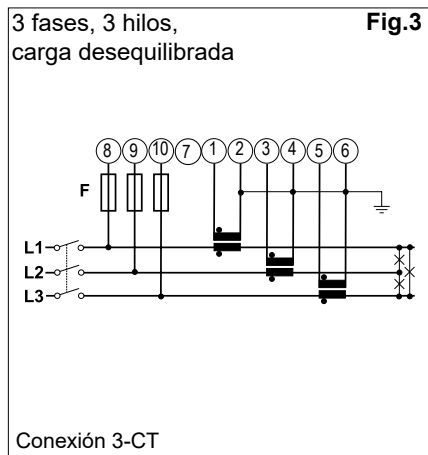 3 fases, 3 hilos,
carga desequilibrada
Fig.3
8 9 10 7 1 2 3 4 5 6
F
L1
L2
L3
Conexión 3-CT